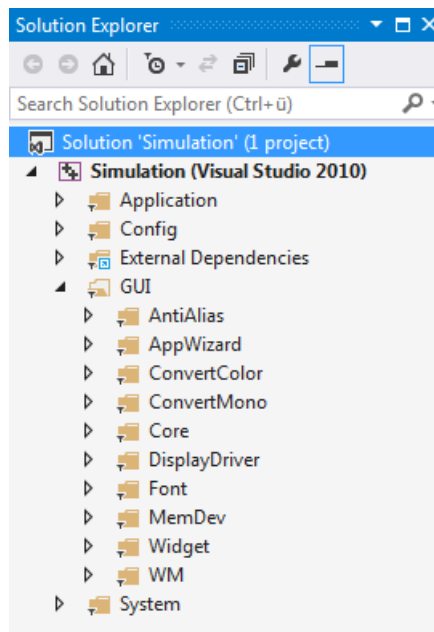 Solution Explorer
Search Solution Explorer (Ctrl+ü)
Solution 'Simulation' (1 project)
Simulation (Visual Studio 2010)
Application
Config
External Dependencies
GUI
AntiAlias
AppWizard
ConvertColor
ConvertMono
Core
DisplayDriver
Font
MemDev
Widget
WM
System